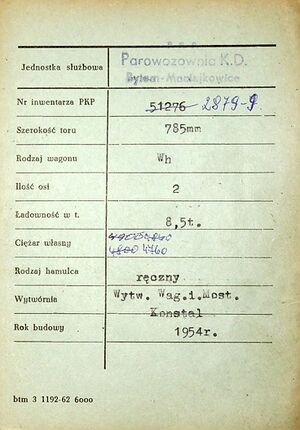 P K P
Jednostka służbowa Parowozownia K.D.
Bytom-Maciejkowice
Nr inwentarza PKP 51276 2879-9
Szerokość toru 785mm
Rodzaj wagonu Wh
Ilość osi 2
Ładowność w t. 8,5t.
Ciężar własny
4800 4760
Rodzaj hamulca ręczny
Wytwórnia Wytw. Wag.i.Most.
Konstal
Rok budowy 1954r.
btm 3 1192-62 6000